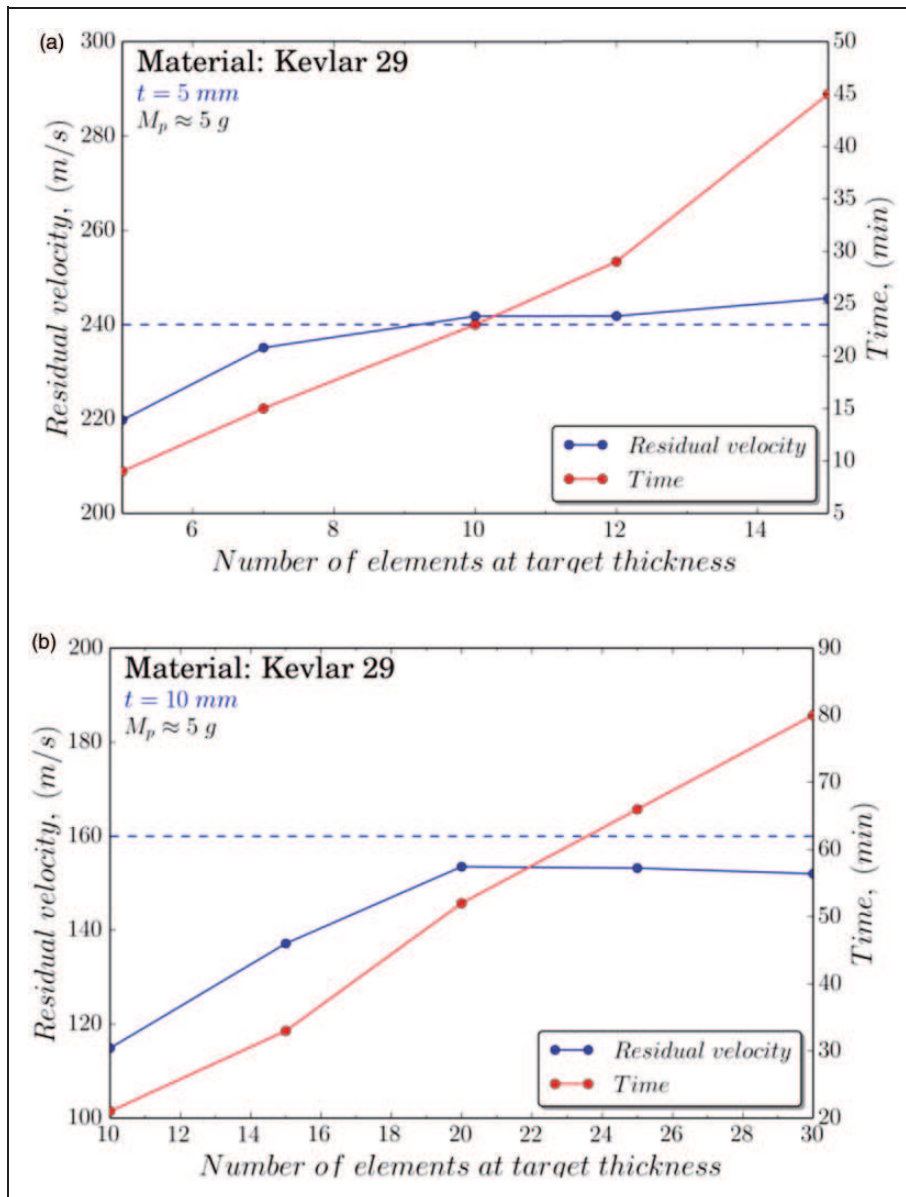 (a)
300
280
260
240
220
200
Residual velocity, (m/s)
Material: Kevlar 29
t = 5 mm
M_p ≈ 5 g
50
45
40
35
30
25
20
15
10
5
Time, (min)
Residual velocity
Time
6 8 10 12 14
Number of elements at target thickness
(b)
200
180
160
140
120
100
Residual velocity, (m/s)
Material: Kevlar 29
t = 10 mm
M_p ≈ 5 g
90
80
70
60
50
40
30
20
Time, (min)
Residual velocity
Time
10 12 14 16 18 20 22 24 26 28 30
Number of elements at target thickness